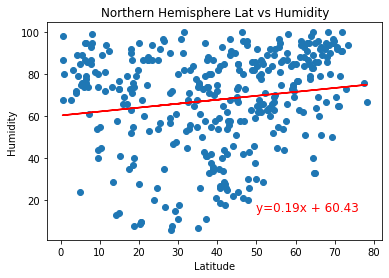 Northern Hemisphere Lat vs Humidity
100
80
60
40
20
Humidity
y=0.19x + 60.43
0 10 20 30 40 50 60 70 80
Latitude